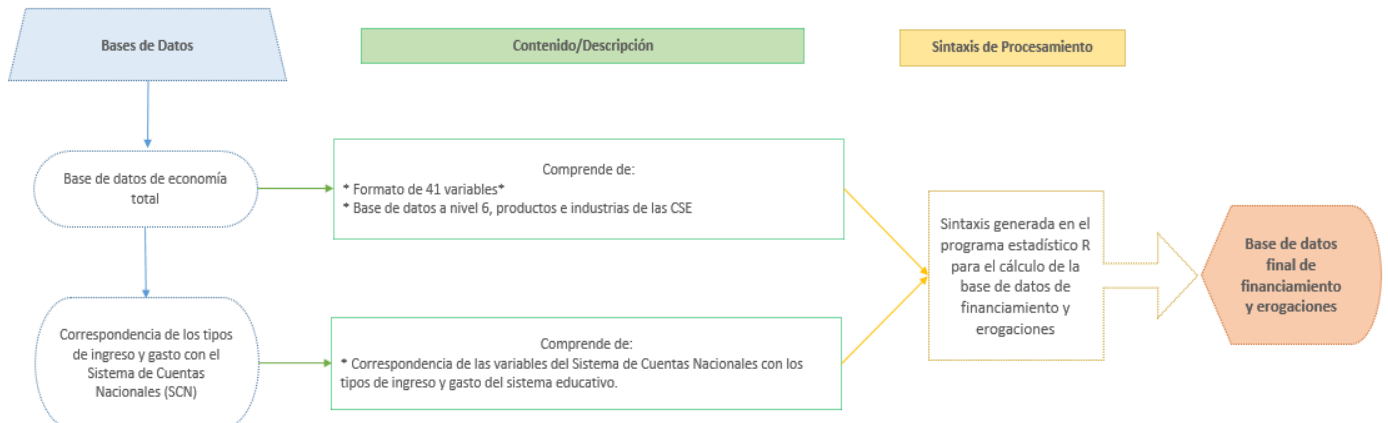 Bases de Datos
Contenido/Descripción
Sintaxis de Procesamiento
Base de datos de economía
total
Comprende de:
* Formato de 41 variables*
* Base de datos a nivel 6, productos e industrias de las CSE
Correspondencia de los tipos
de ingreso y gasto con el
Sistema de Cuentas
Nacionales (SCN)
Comprende de:
* Correspondencia de las variables del Sistema de Cuentas Nacionales con los
tipos de ingreso y gasto del sistema educativo.
Sintaxis generada en el
programa estadístico R
para el cálculo de la
base de datos de
financiamiento y
erogaciones
Base de datos
final de
financiamiento
y erogaciones